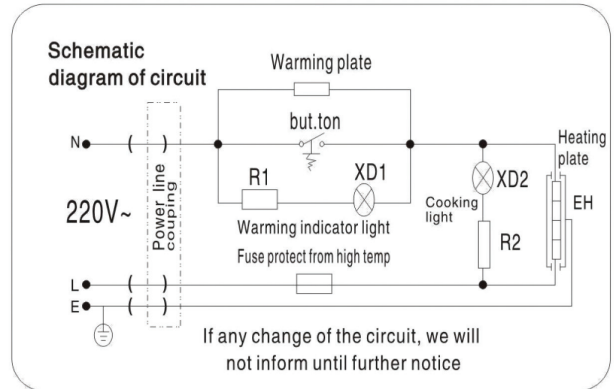 Schematic
diagram of circuit
Warming plate
N
but.ton
Heating
plate
R1
XD1
XD2
Cooking
light
EH
220V~
Power line
couping
Warming indicator light
R2
Fuse protect from high temp
L
E
If any change of the circuit, we will
not inform until further notice